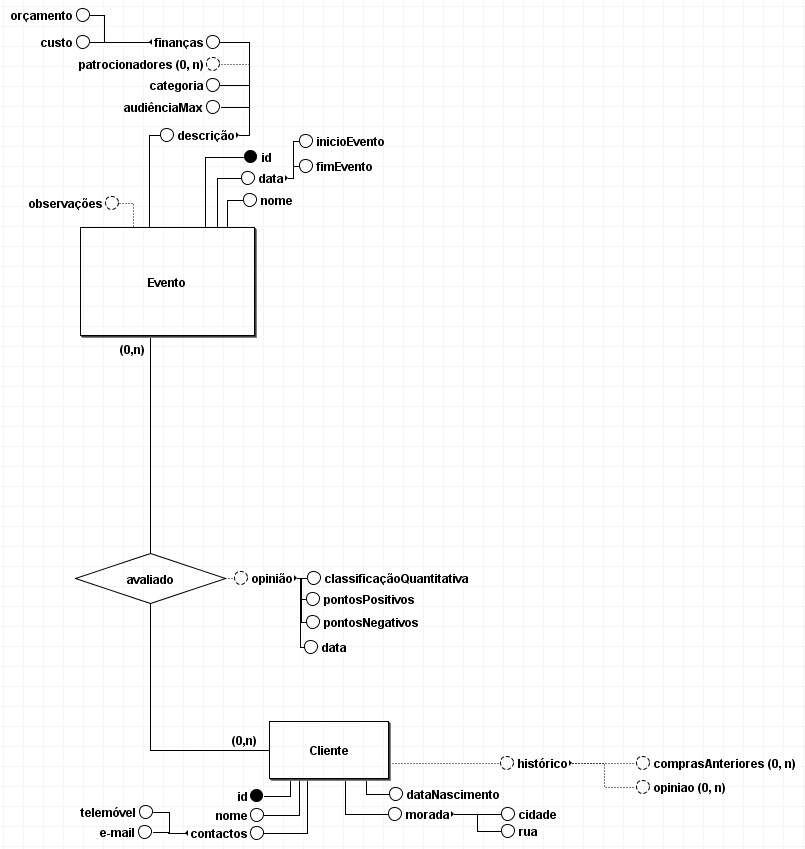 orçamento
custo
finanças
patrocionadores (0, n)
categoria
audiênciaMax
descrição
inicioEvento
id
fimEvento
data
nome
observações
Evento
(0,n)
avaliado
opinião
classificaçãoQuantitativa
pontosPositivos
pontosNegativos
data
(0,n)
Cliente
histórico
comprasAnteriores (0, n)
opiniao (0, n)
id
dataNascimento
telemóvel
nome
morada
cidade
e-mail
contactos
rua